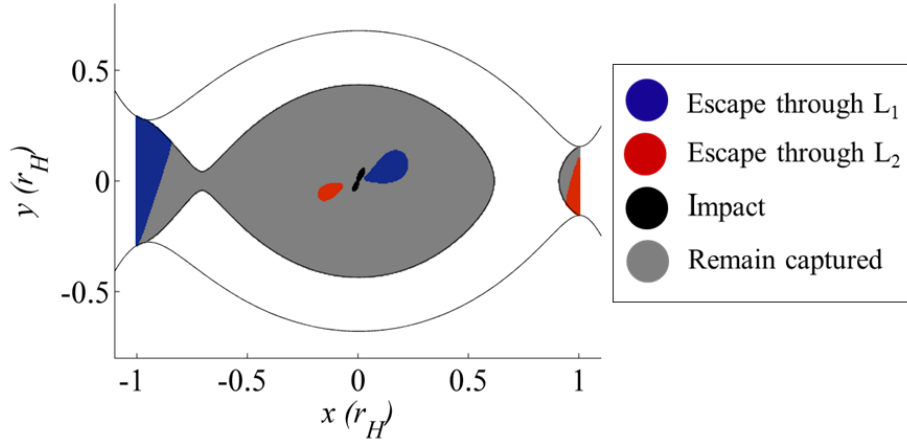 0.5
0
-0.5
y (r_H)
-1
-0.5
0
0.5
1
x (r_H)
Escape through L₁
Escape through L₂
Impact
Remain captured